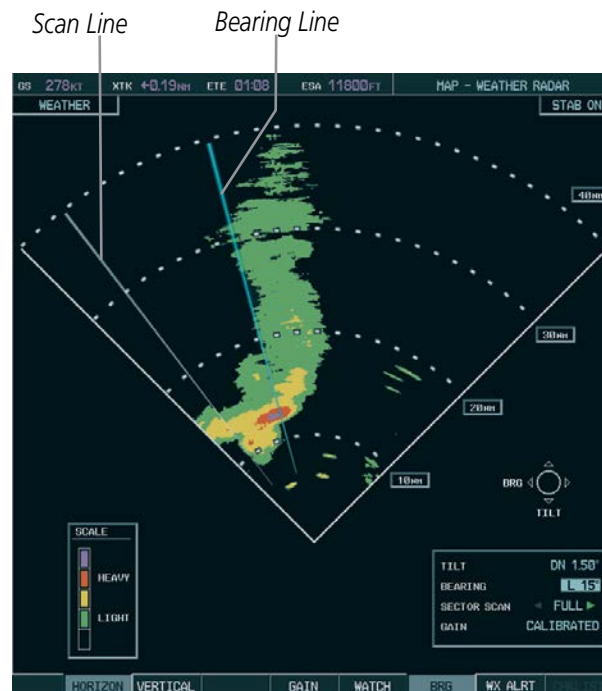 Scan Line Bearing Line
GS 278KT XTK ←0.19NM ETE 01:08 ESA 11800FT MAP - WEATHER RADAR
WEATHER STAB ON
40NM
30NM
20NM
10NM
BRG
TILT
SCALE
HEAVY
LIGHT
TILT DN 1.50°
BEARING L 15°
SECTOR SCAN FULL
GAIN CALIBRATED
HORIZON VERTICAL GAIN WATCH BRG WX ALRT